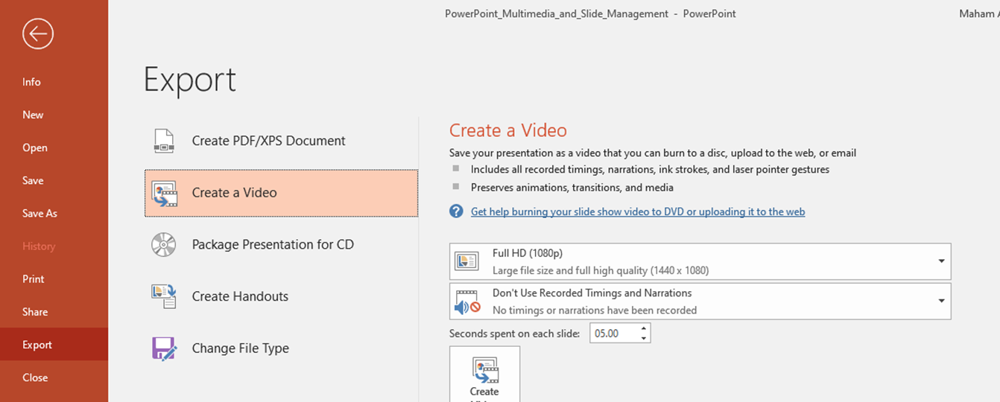 PowerPoint_Multimedia_and_Slide_Management - PowerPoint
Maham
Info
New
Open
Save
Save As
History
Print
Share
Export
Close
Export
Create PDF/XPS Document
Create a Video
Package Presentation for CD
Create Handouts
Change File Type
Create a Video
Save your presentation as a video that you can burn to a disc, upload to the web, or email
Includes all recorded timings, narrations, ink strokes, and laser pointer gestures
Preserves animations, transitions, and media
? Get help burning your slide show video to DVD or uploading it to the web
Full HD (1080p)
Large file size and full high quality (1440 x 1080)
Don't Use Recorded Timings and Narrations
No timings or narrations have been recorded
Seconds spent on each slide: 05.00
Create